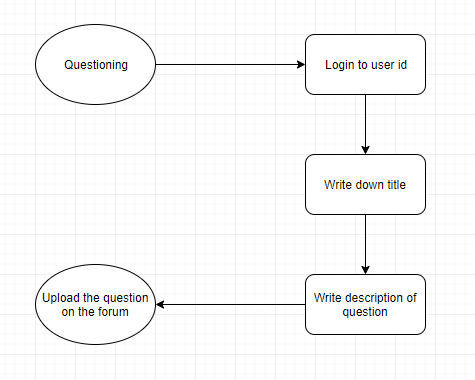 Questioning
Login to user id
Write down title
Write description of
question
Upload the question
on the forum